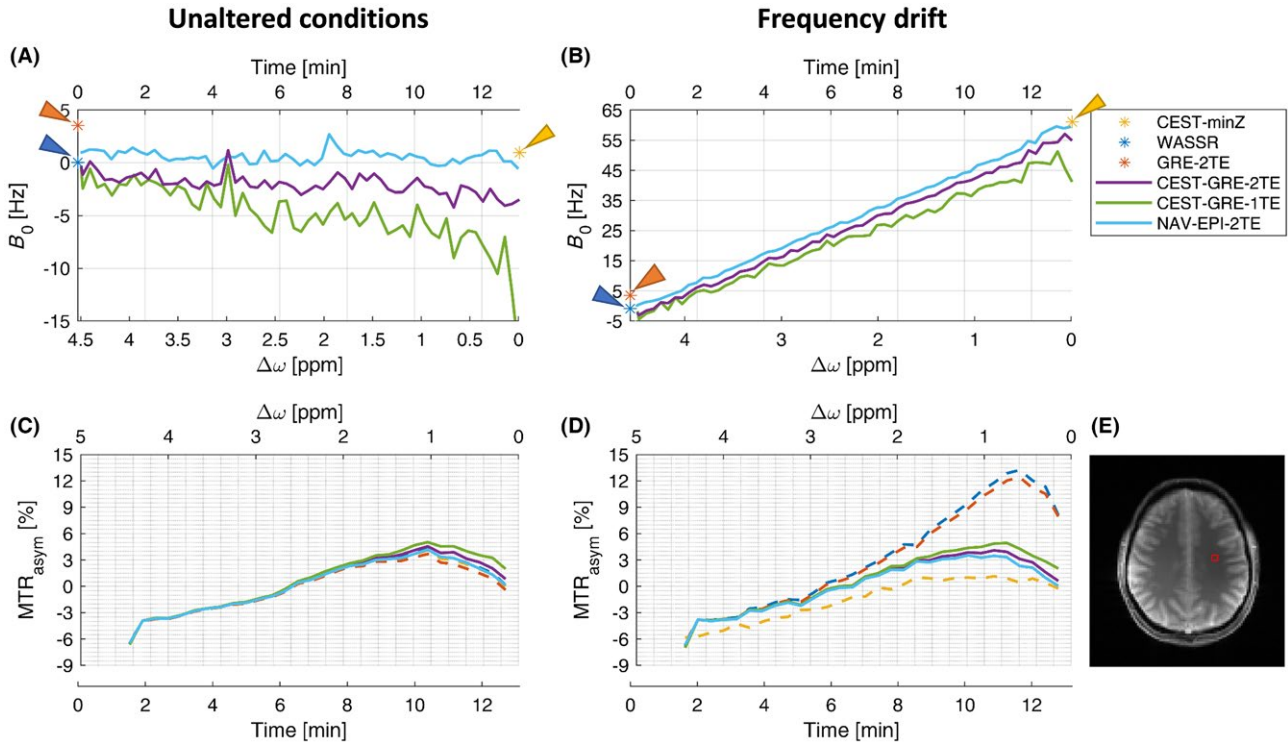 Unaltered conditions
Frequency drift
(A)
Time [min]
0 2 4 6 8 10 12
5
0
-5
-10
-15
B0 [Hz]
4.5 4 3.5 3 2.5 2 1.5 1 0.5 0
Δω [ppm]
(B)
Time [min]
0 2 4 6 8 10 12
65
55
45
35
25
15
5
-5
B0 [Hz]
4 3 2 1 0
Δω [ppm]
CEST-minZ
WASSR
GRE-2TE
CEST-GRE-2TE
CEST-GRE-1TE
NAV-EPI-2TE
(C)
Δω [ppm]
5 4 3 2 1 0
15
12
9
6
3
0
-3
-6
-9
MTRasym [%]
0 2 4 6 8 10 12
Time [min]
(D)
Δω [ppm]
5 4 3 2 1 0
15
12
9
6
3
0
-3
-6
-9
MTRasym [%]
0 2 4 6 8 10 12
Time [min]
(E)